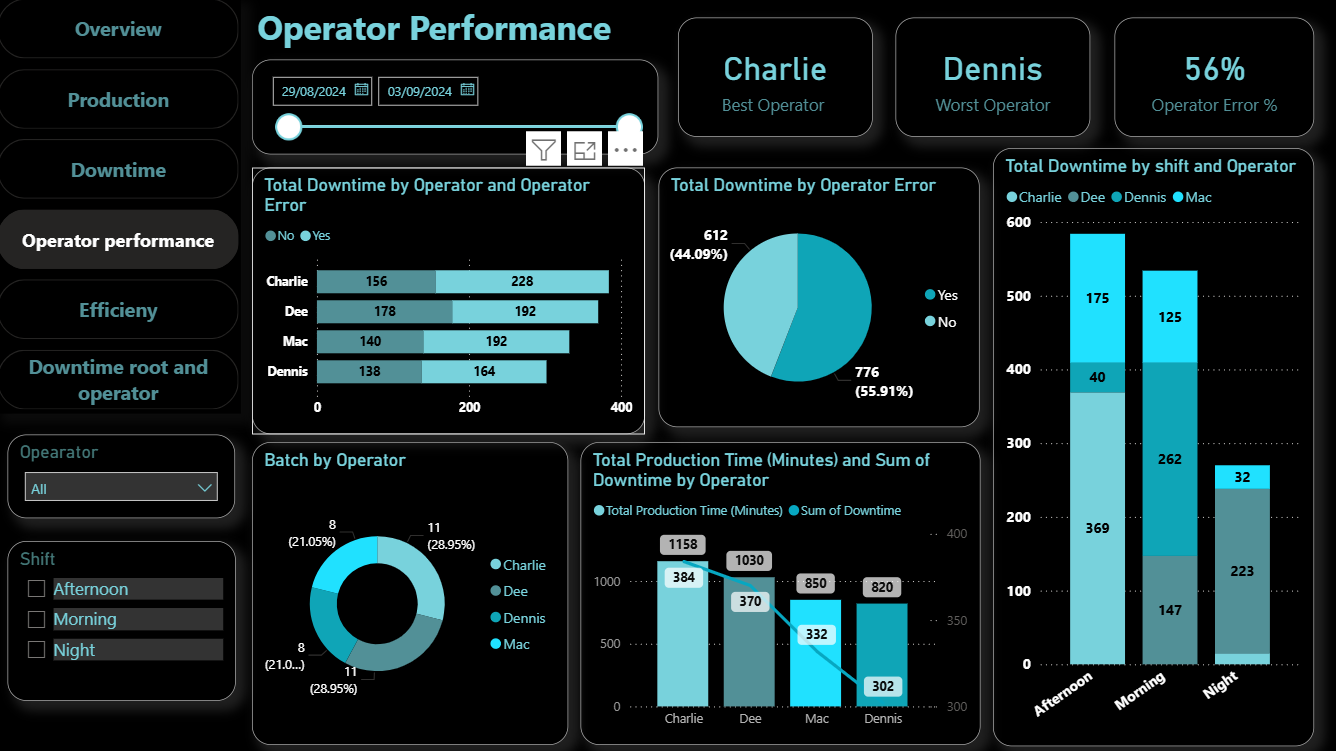 Overview
Production
Downtime
Operator performance
Efficieny
Downtime root and
operator
Opearator
All
Shift
Afternoon
Morning
Night
Operator Performance
29/08/2024
03/09/2024
Charlie
Best Operator
Dennis
Worst Operator
56%
Operator Error %
Total Downtime by Operator and Operator
Error
No Yes
Charlie 156 228
Dee 178 192
Mac 140 192
Dennis 138 164
0 200 400
Total Downtime by Operator Error
612
(44.09%)
Yes
No
776
(55.91%)
Total Downtime by shift and Operator
Charlie Dee Dennis Mac
600
500
400
300
200
100
0
175
40
369
125
262
147
32
223
Afternoon
Morning
Night
Batch by Operator
8
(21.05%)
11
(28.95%)
8
(21.0...)
11
(28.95%)
Charlie
Dee
Dennis
Mac
Total Production Time (Minutes) and Sum of
Downtime by Operator
Total Production Time (Minutes) Sum of Downtime
1000
500
0
400
350
300
1158
1030
850
820
384
370
332
302
Charlie Dee Mac Dennis